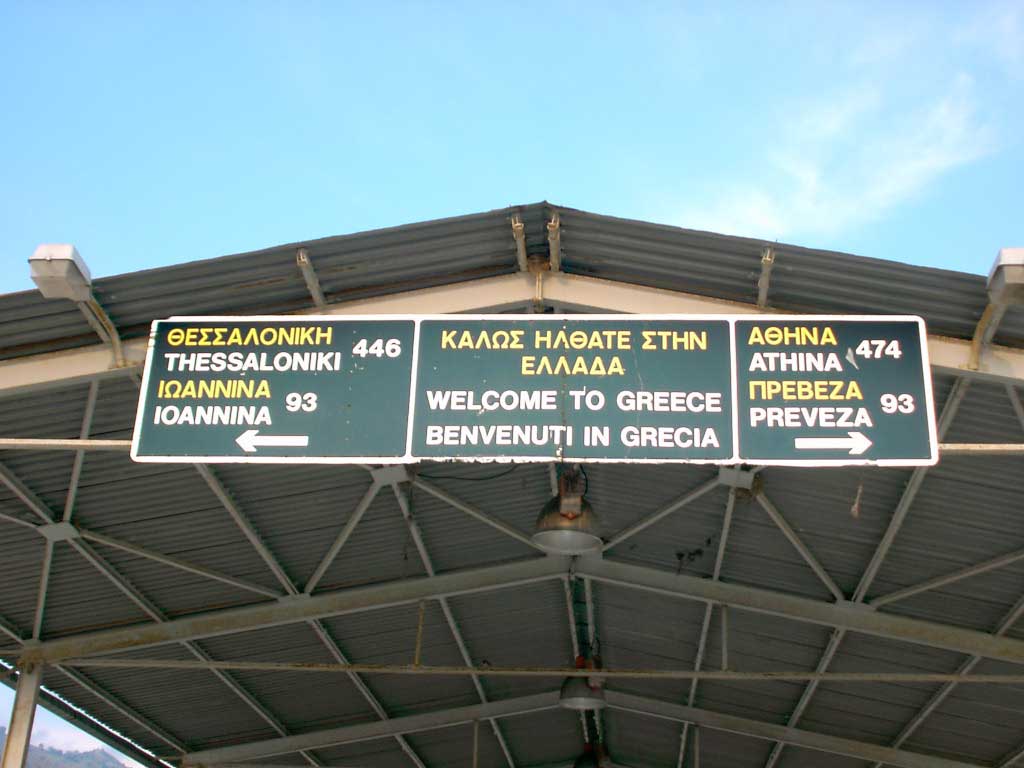 ΘΕΣΣΑΛΟΝΙΚΗ
THESSALONIKI 446
ΙΩΑΝΝΙΝΑ
IOANNINA 93
ΚΑΛΩΣ ΗΛΘΑΤΕ ΣΤΗΝ
ΕΛΛΑΔΑ
WELCOME TO GREECE
BENVENUTI IN GRECIA
ΑΘΗΝΑ
ATHINA 474
ΠΡΕΒΕΖΑ
PREVEZA 93